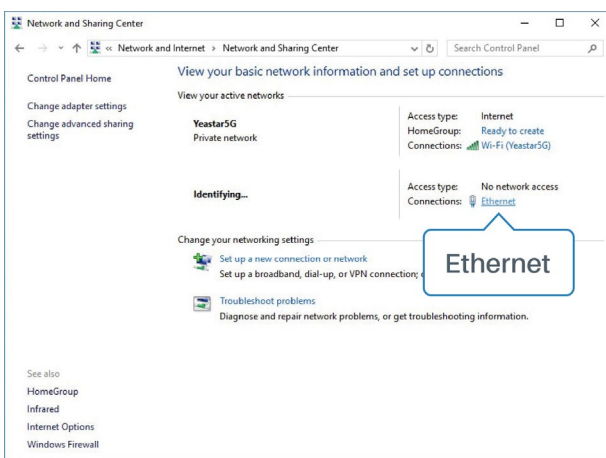 Network and Sharing Center
« Network and Internet > Network and Sharing Center
Search Control Panel
Control Panel Home
Change adapter settings
Change advanced sharing
settings
View your basic network information and set up connections
View your active networks
Yeastar5G
Private network
Access type: Internet
HomeGroup: Ready to create
Connections: Wi-Fi (Yeastar5G)
Identifying...
Access type: No network access
Connections: Ethernet
Ethernet
Change your networking settings
Set up a new connection or network
Set up a broadband, dial-up, or VPN connection;
Troubleshoot problems
Diagnose and repair network problems, or get troubleshooting information.
See also
HomeGroup
Infrared
Internet Options
Windows Firewall